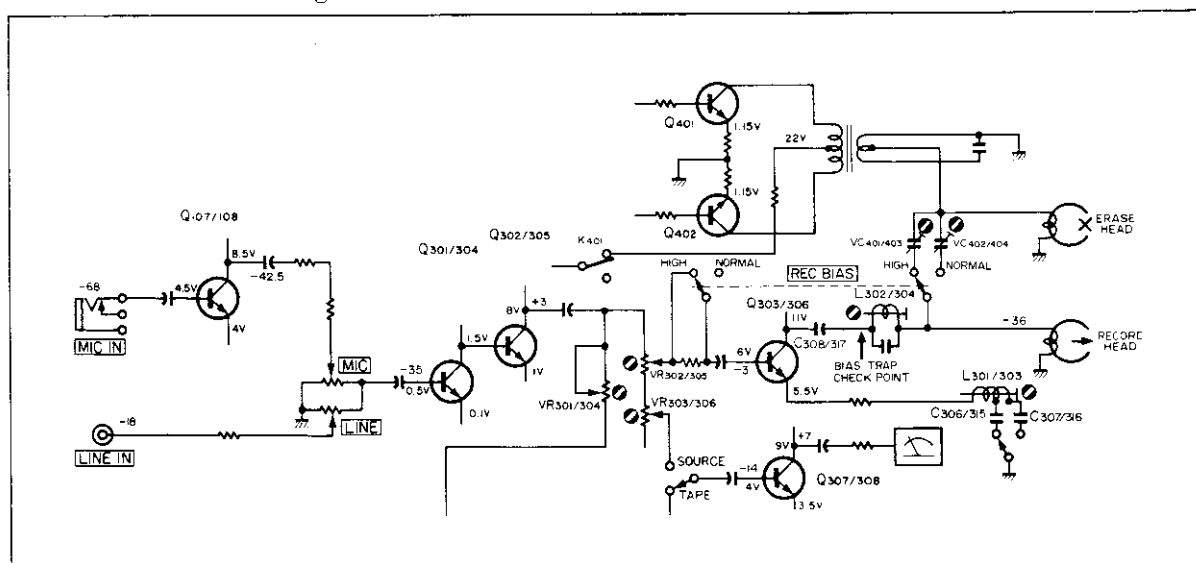 Q401
1.15V
22V
1.15V
Q402
Q107/108
8.5V
-42.5
-68
4.5V
4V
MIC IN
MIC
LINE
-18
LINE IN
Q301/304
Q302/305
K401
HIGH
NORMAL
REC BIAS
VC401/403
VC402/404
HIGH
NORMAL
ERASE
HEAD
-35
0.5V
1.5V
0.1V
8V
+3
1V
VR301/304
VR302/305
VR303/306
Q303/306
11V
6V
-3
5.5V
C308/317
L302/304
BIAS TRAP
CHECK POINT
-36
RECORD
HEAD
L301/303
C306/315
C307/316
SOURCE
TAPE
-14
4V
9V
+7
Q307/308
3.5V